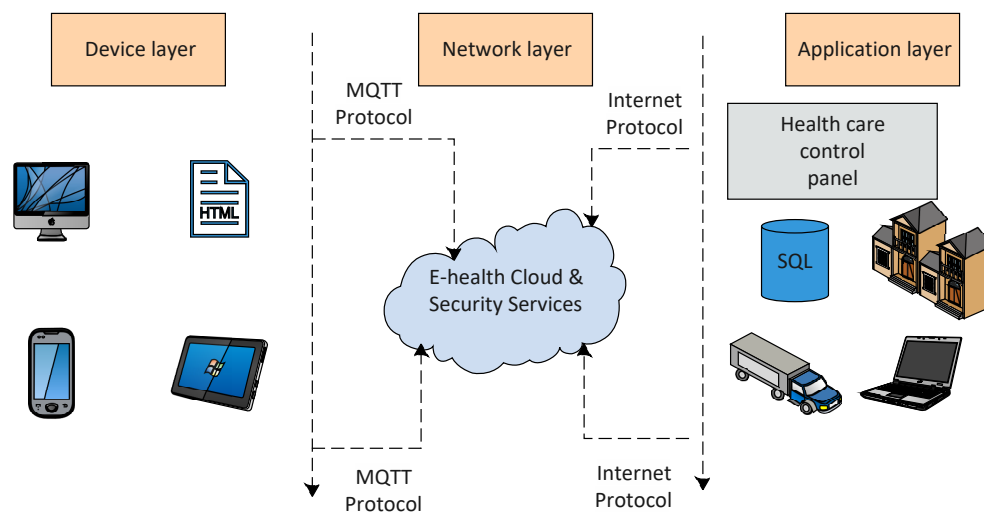 Device layer
Network layer
Application layer
MQTT
Protocol
Internet
Protocol
Health care
control
panel
HTML
SQL
E-health Cloud &
Security Services
MQTT
Protocol
Internet
Protocol